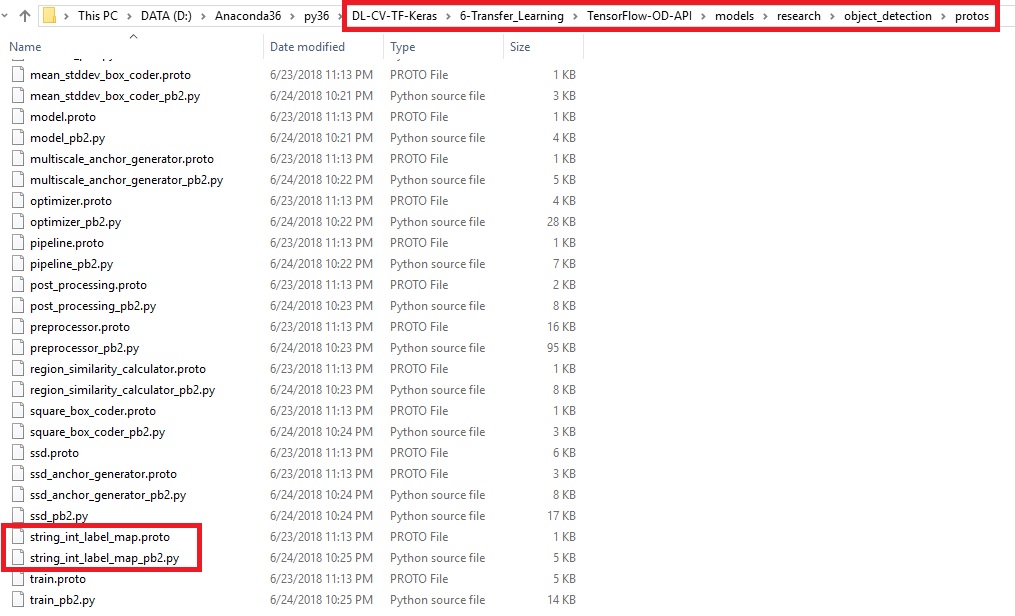 This PC > DATA (D:) > Anaconda36 > py36 > DL-CV-TF-Keras > 6-Transfer_Learning > TensorFlow-OD-API > models > research > object_detection > protos
Name Date modified Type Size
mean_stddev_box_coder.proto 6/23/2018 11:13 PM PROTO File 1 KB
mean_stddev_box_coder_pb2.py 6/24/2018 10:21 PM Python source file 3 KB
model.proto 6/23/2018 11:13 PM PROTO File 1 KB
model_pb2.py 6/24/2018 10:21 PM Python source file 4 KB
multiscale_anchor_generator.proto 6/23/2018 11:13 PM PROTO File 1 KB
multiscale_anchor_generator_pb2.py 6/24/2018 10:22 PM Python source file 5 KB
optimizer.proto 6/23/2018 11:13 PM PROTO File 4 KB
optimizer_pb2.py 6/24/2018 10:22 PM Python source file 28 KB
pipeline.proto 6/23/2018 11:13 PM PROTO File 1 KB
pipeline_pb2.py 6/24/2018 10:22 PM Python source file 7 KB
post_processing.proto 6/23/2018 11:13 PM PROTO File 2 KB
post_processing_pb2.py 6/24/2018 10:23 PM Python source file 8 KB
preprocessor.proto 6/23/2018 11:13 PM PROTO File 16 KB
preprocessor_pb2.py 6/24/2018 10:23 PM Python source file 95 KB
region_similarity_calculator.proto 6/23/2018 11:13 PM PROTO File 1 KB
region_similarity_calculator_pb2.py 6/24/2018 10:23 PM Python source file 8 KB
square_box_coder.proto 6/23/2018 11:13 PM PROTO File 1 KB
square_box_coder_pb2.py 6/24/2018 10:24 PM Python source file 3 KB
ssd.proto 6/23/2018 11:13 PM PROTO File 6 KB
ssd_anchor_generator.proto 6/23/2018 11:13 PM PROTO File 3 KB
ssd_anchor_generator_pb2.py 6/24/2018 10:24 PM Python source file 8 KB
ssd_pb2.py 6/24/2018 10:24 PM Python source file 17 KB
string_int_label_map.proto 6/23/2018 11:13 PM PROTO File 1 KB
string_int_label_map_pb2.py 6/24/2018 10:25 PM Python source file 5 KB
train.proto 6/23/2018 11:13 PM PROTO File 5 KB
train_pb2.py 6/24/2018 10:25 PM Python source file 14 KB